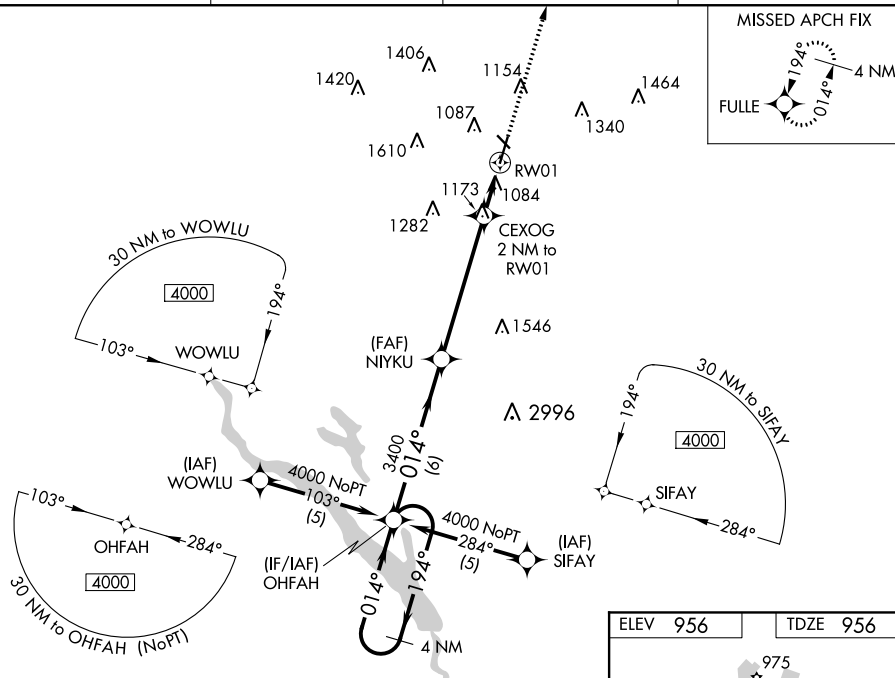 MISSED APCH FIX
194°
4 NM
014°
FULLE
1406
1420
1154
1464
1087
1340
1610
RW01
1173
1084
1282
CEXOG
2 NM to
RW01
30 NM to WOWLU
4000
194°
103°
WOWLU
1546
(FAF)
NIYKU
2996
30 NM to SIFAY
194°
4000
SIFAY
284°
3400
014°
(6)
(IAF)
WOWLU
4000 NoPT
103°
(5)
4000 NoPT
284°
(5)
(IAF)
SIFAY
103°
OHFAH
284°
4000
30 NM to OHFAH (NoPT)
(IF/IAF)
OHFAH
014°
194°
4 NM
ELEV 956
TDZE 956
975